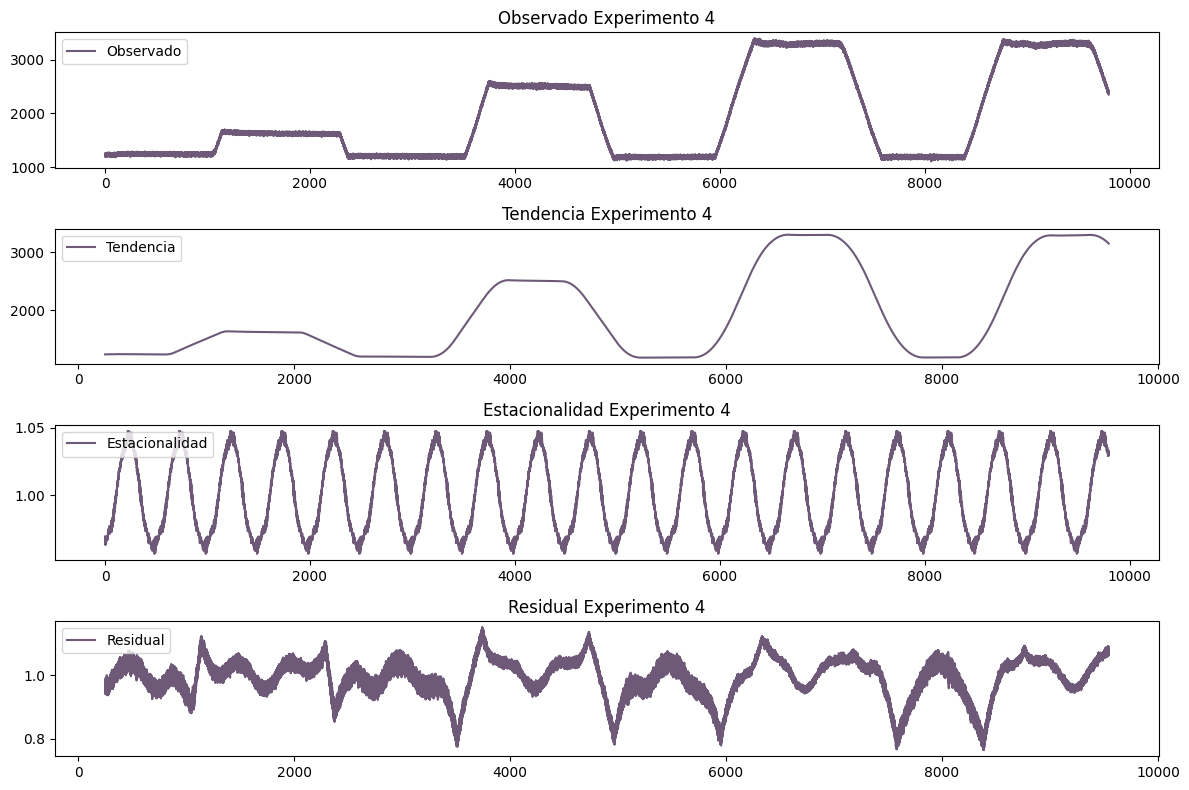 Observado Experimento 4
Observado
3000
2000
1000
0 2000 4000 6000 8000 10000
Tendencia Experimento 4
Tendencia
3000
2000
0 2000 4000 6000 8000 10000
Estacionalidad Experimento 4
1.05
Estacionalidad
1.00
0 2000 4000 6000 8000 10000
Residual Experimento 4
Residual
1.0
0.8
0 2000 4000 6000 8000 10000